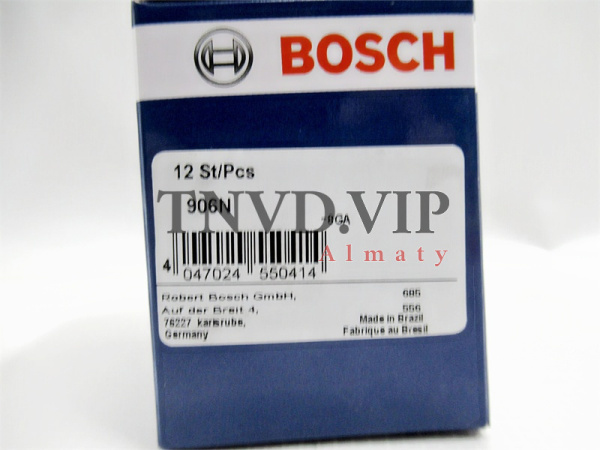 BOSCH
12 St/Pcs
906N
TNVD.VIP
Almaty
4 047024 550414
Robert Bosch GmbH,
Auf der Breit 4,
76227 Karlsruhe,
Germany
685
556
Made in Brazil
Fabrique au Bresil